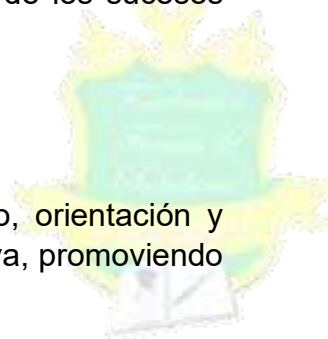 de los sucesos
o, orientación y
va, promoviendo